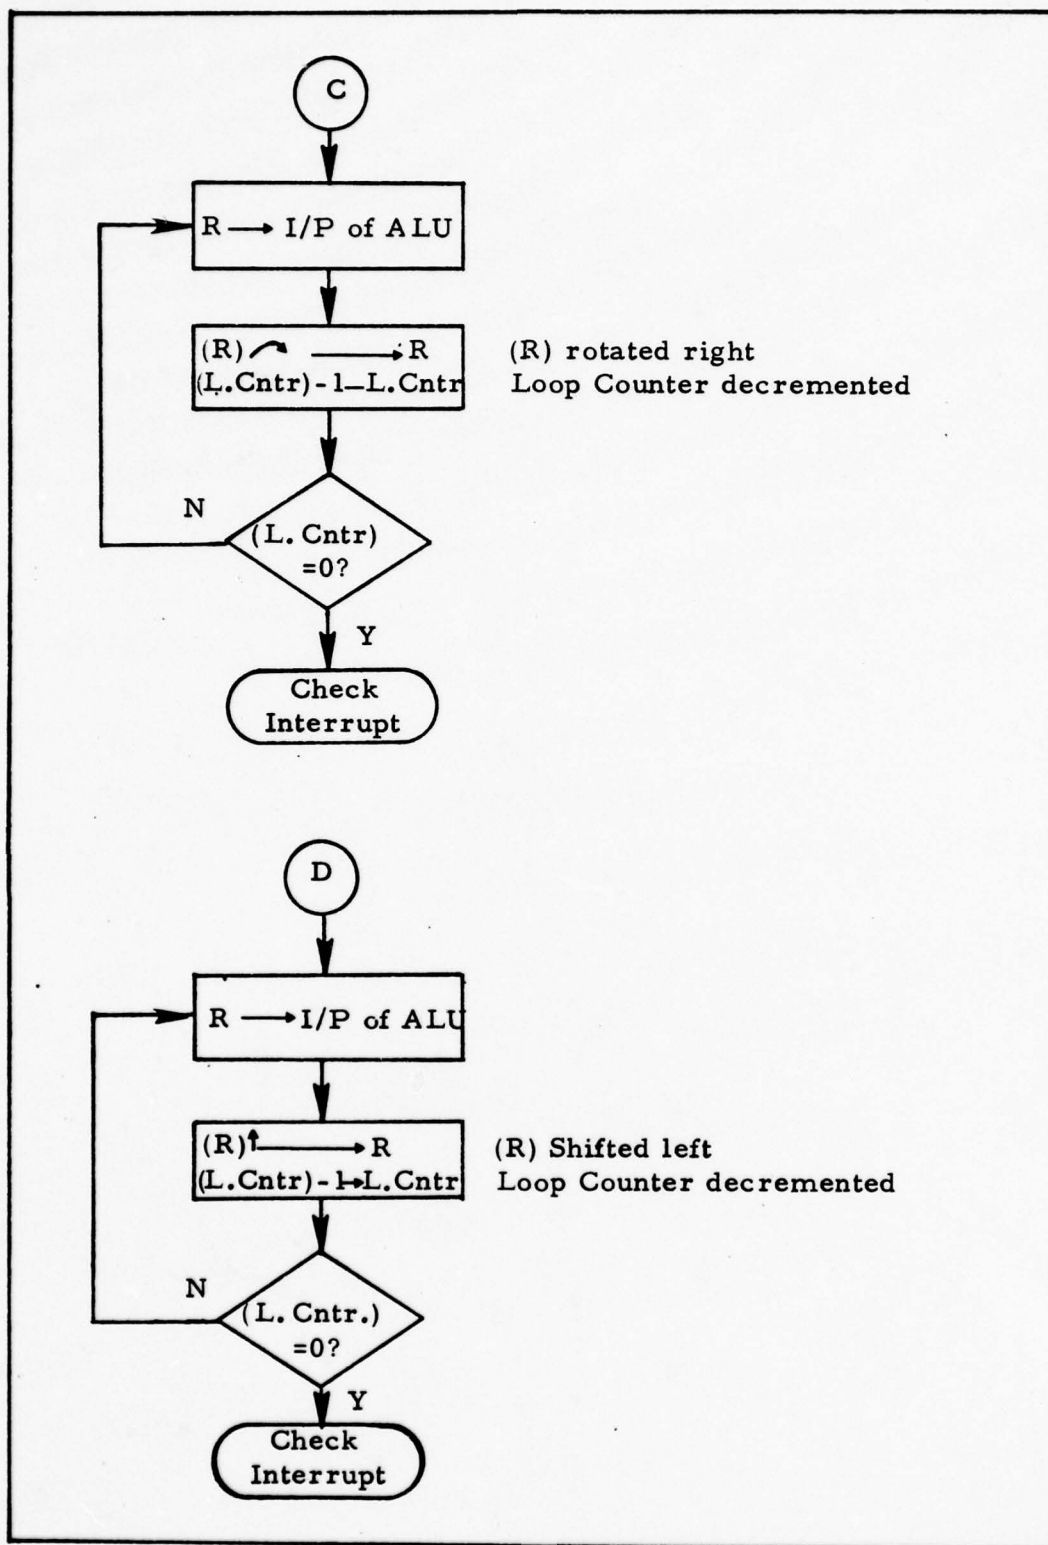 C
R → I/P of ALU
(R) ↷ → R
(L.Cntr) - 1 — L.Cntr
(R) rotated right
Loop Counter decremented
N
(L. Cntr)
=0?
Y
Check
Interrupt
D
R → I/P of ALU
(R)↑ → R
(L.Cntr) - 1→L.Cntr
(R) Shifted left
Loop Counter decremented
N
(L. Cntr.)
=0?
Y
Check
Interrupt